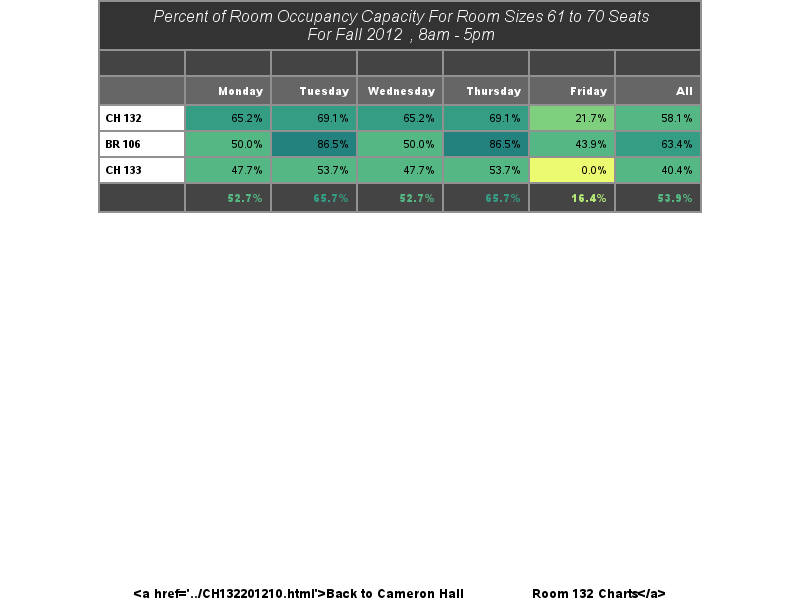 Percent of Room Occupancy Capacity For Room Sizes 61 to 70 Seats
For Fall 2012 , 8am - 5pm
Monday Tuesday Wednesday Thursday Friday All
CH 132 65.2% 69.1% 65.2% 69.1% 21.7% 58.1%
BR 106 50.0% 86.5% 50.0% 86.5% 43.9% 63.4%
CH 133 47.7% 53.7% 47.7% 53.7% 0.0% 40.4%
52.7% 65.7% 52.7% 65.7% 16.4% 53.9%
<a href='../CH132201210.html'>Back to Cameron Hall Room 132 Charts</a>